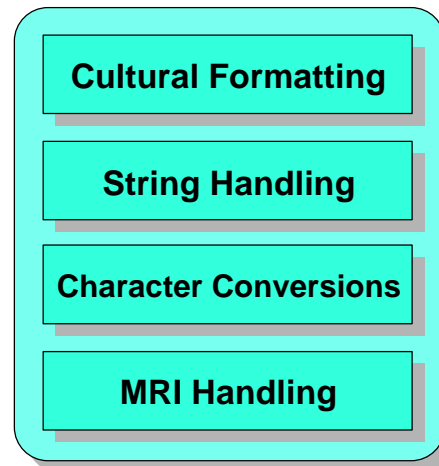 Cultural Formatting
String Handling
Character Conversions
MRI Handling